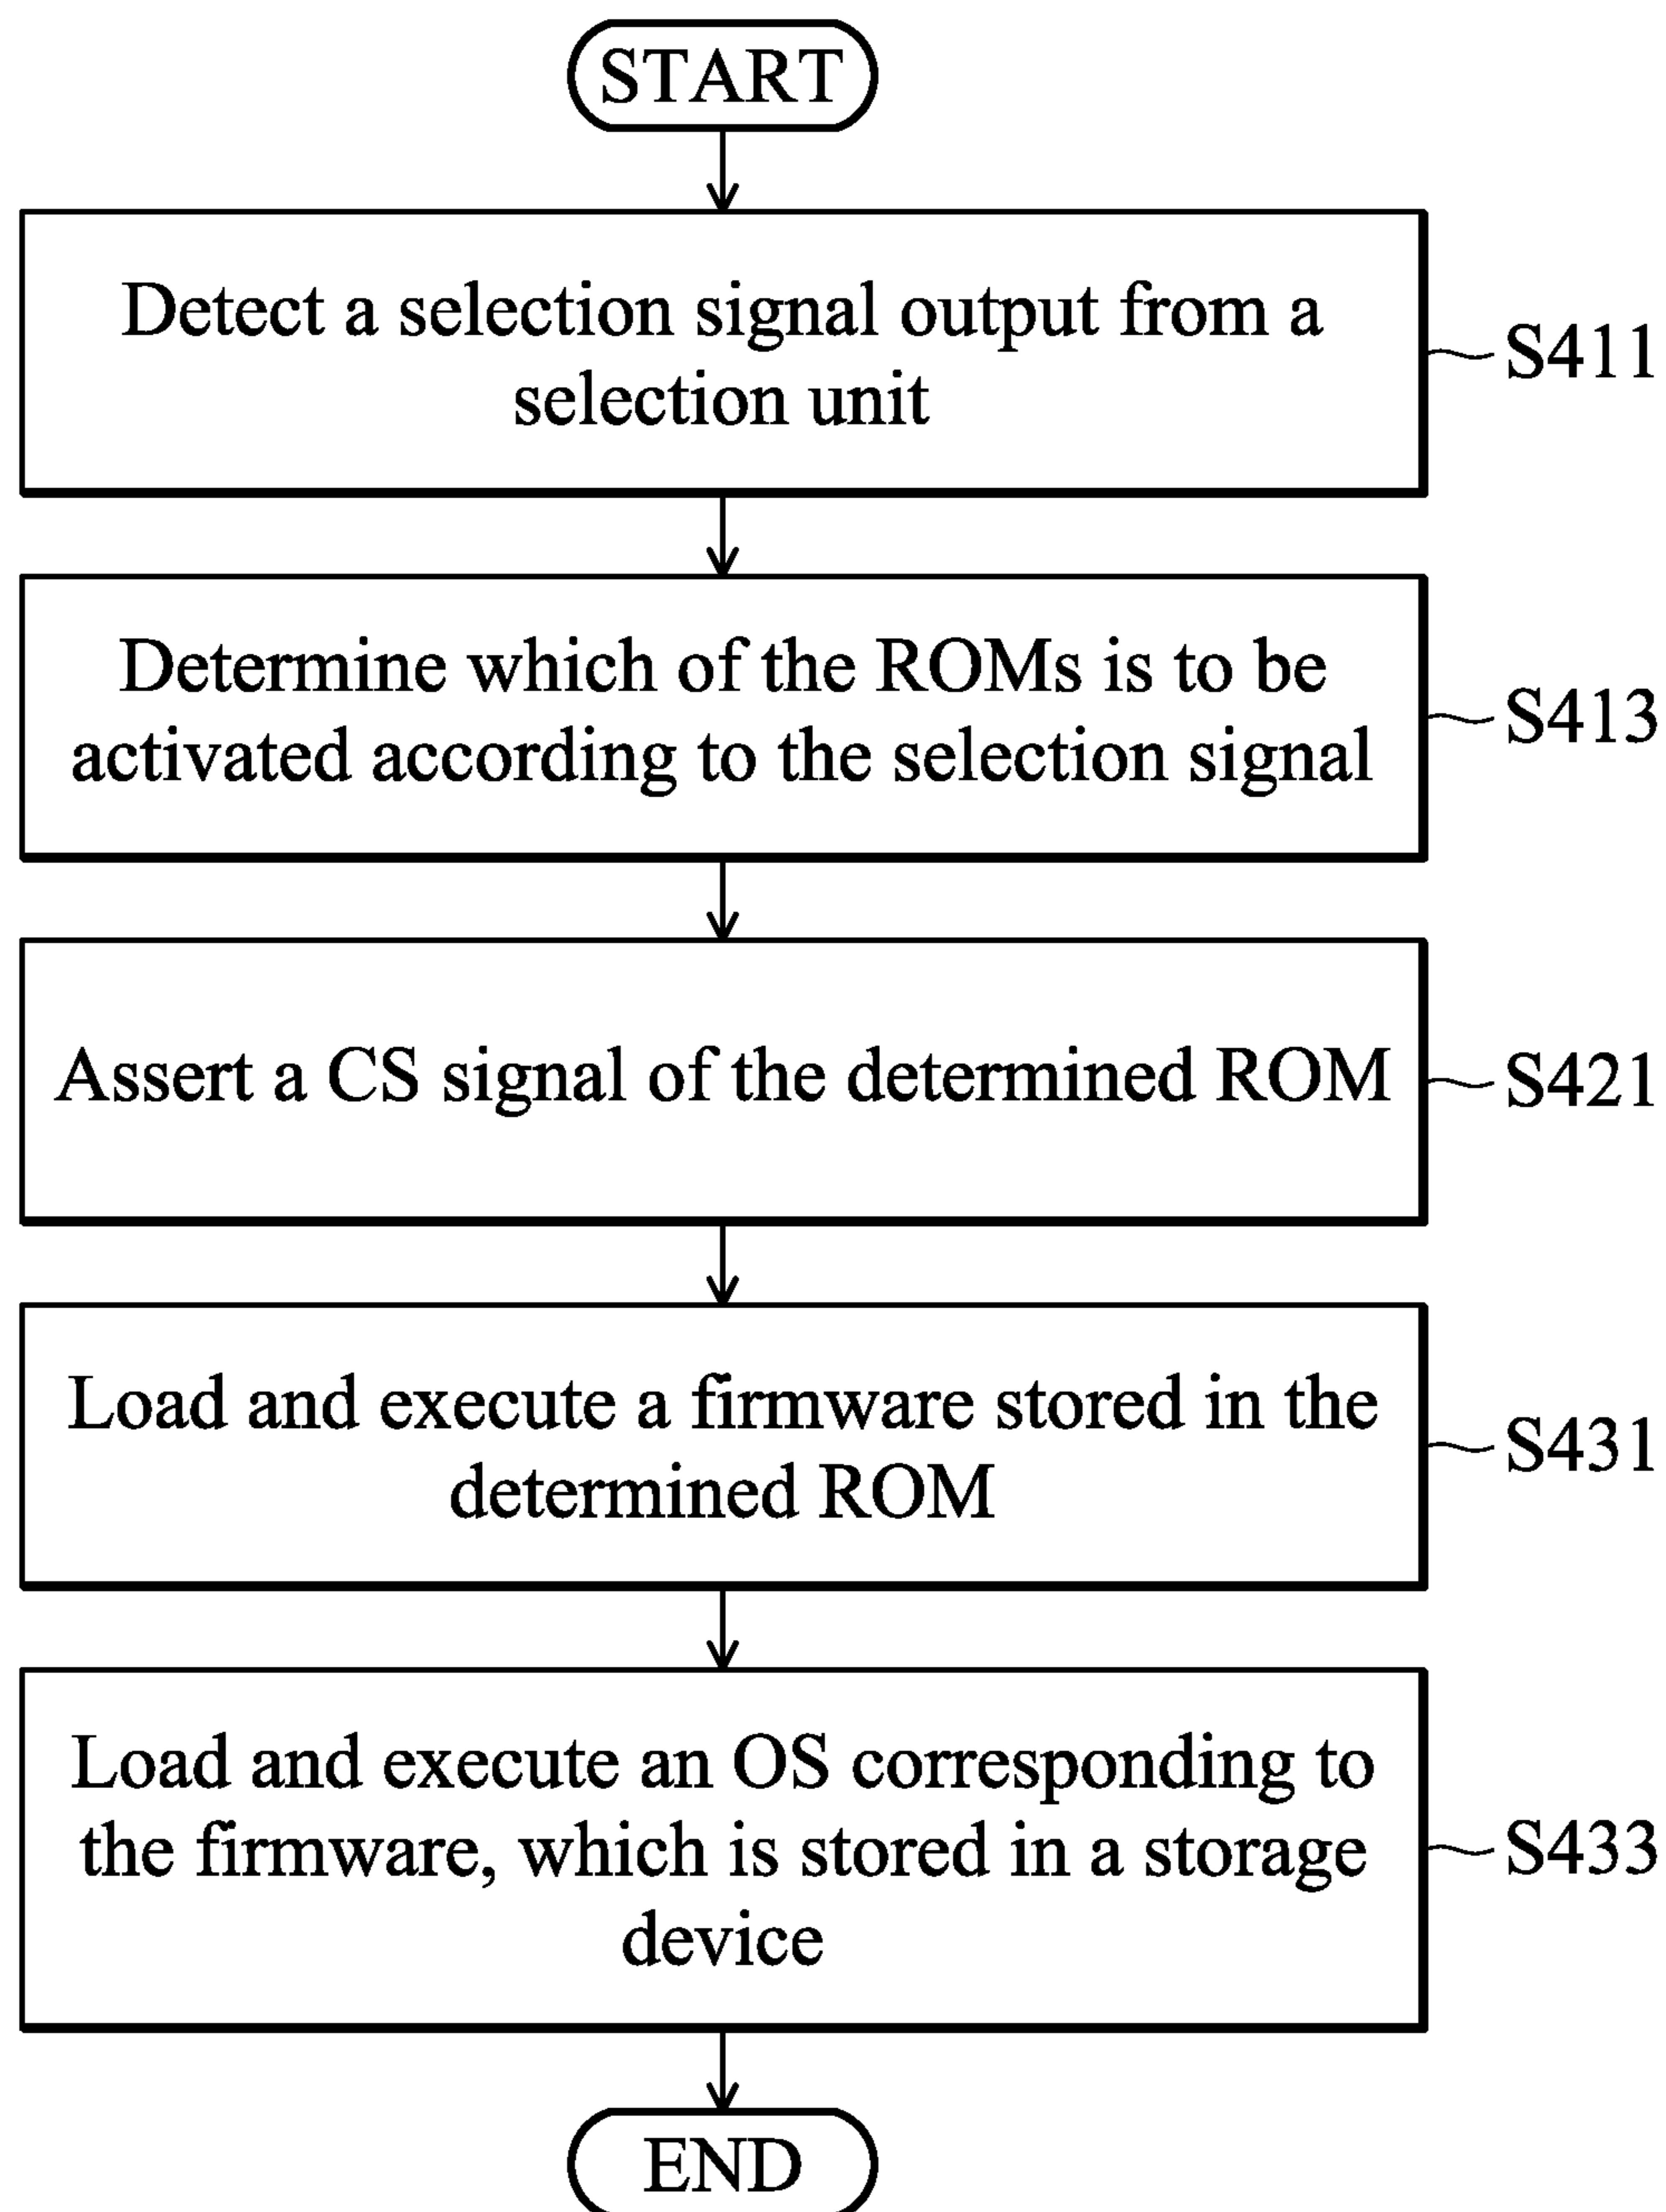 START
Detect a selection signal output from a
selection unit
S411
Determine which of the ROMs is to be
activated according to the selection signal
S413
Assert a CS signal of the determined ROM
S421
Load and execute a firmware stored in the
determined ROM
S431
Load and execute an OS corresponding to
the firmware, which is stored in a storage
device
S433
END